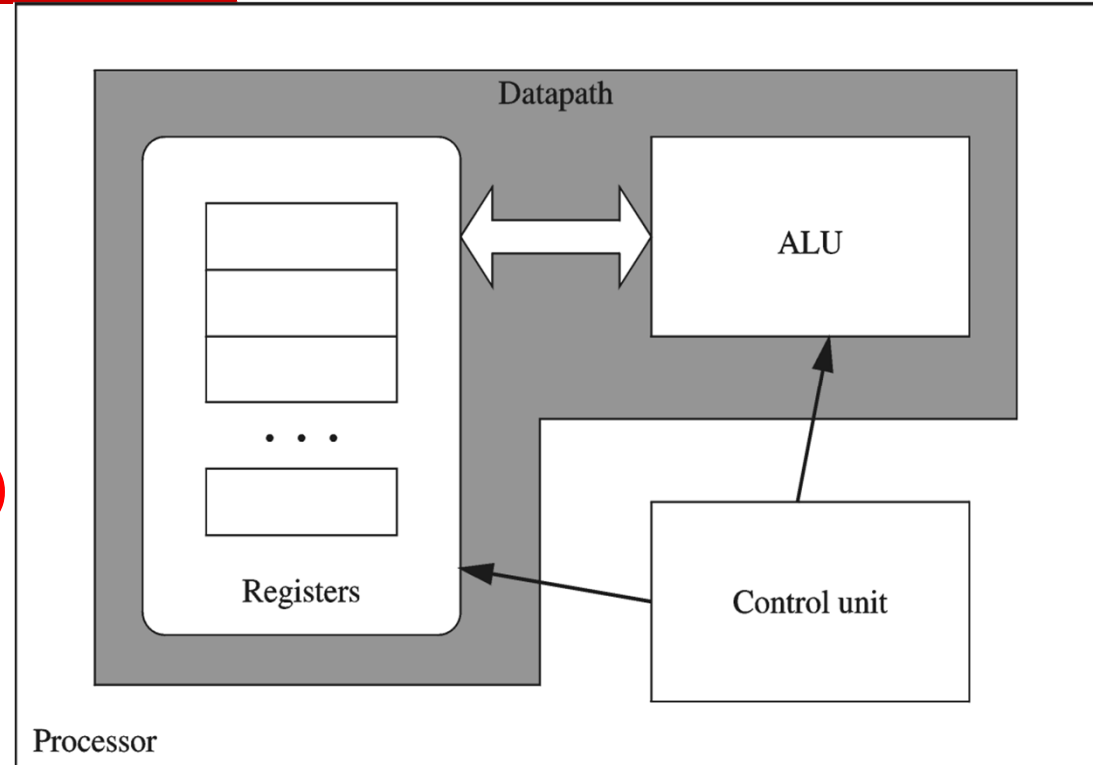 Datapath
ALU
Registers
Control unit
Processor